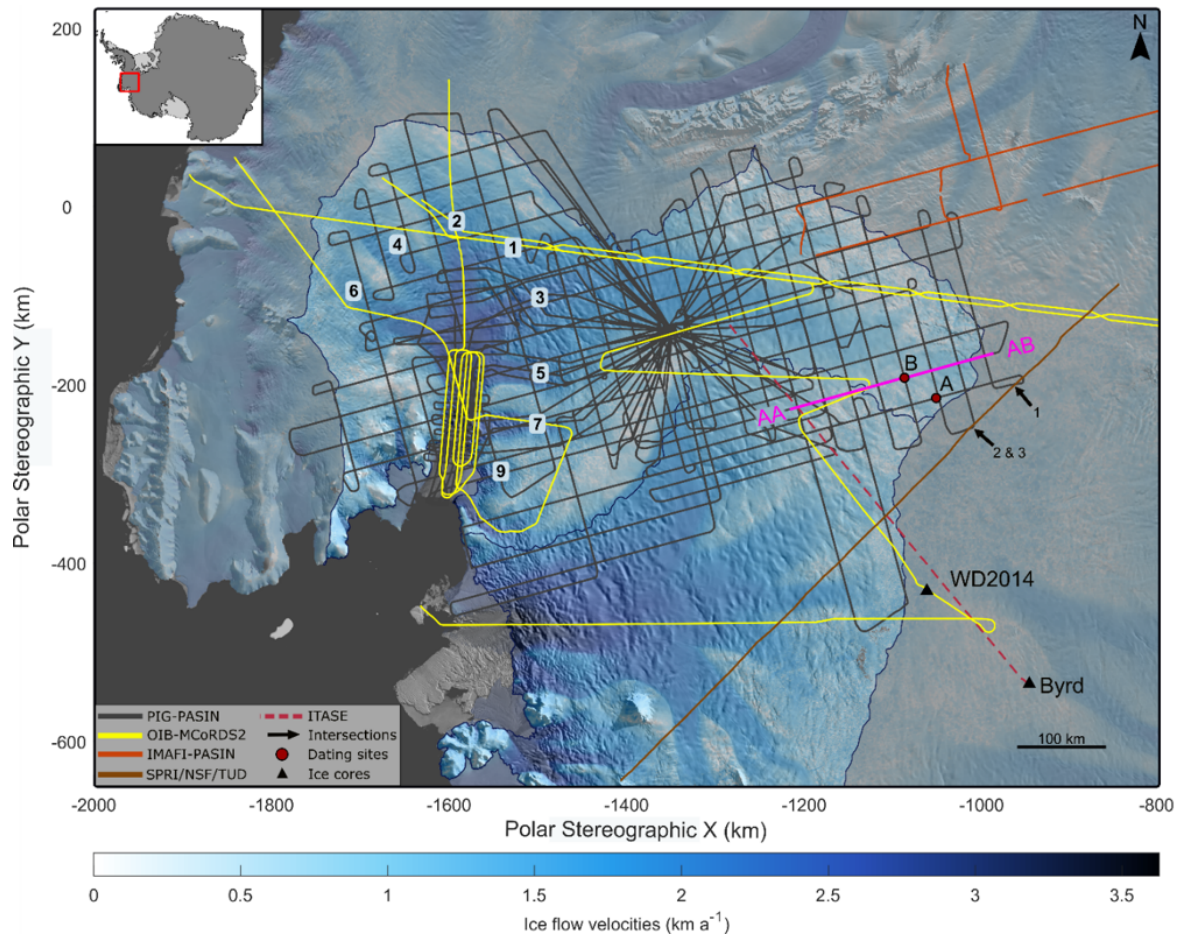 200
0
-200
-400
-600
Polar Stereographic Y (km)
N
2
1
4
3
6
5
7
9
AB
B
A
AA
1
2 & 3
WD2014
Byrd
100 km
PIG-PASIN
OIB-MCoRDS2
IMAFI-PASIN
SPRI/NSF/TUD
ITASE
Intersections
Dating sites
Ice cores
-2000 -1800 -1600 -1400 -1200 -1000 -800
Polar Stereographic X (km)
0 0.5 1 1.5 2 2.5 3 3.5
Ice flow velocities (km a⁻¹)